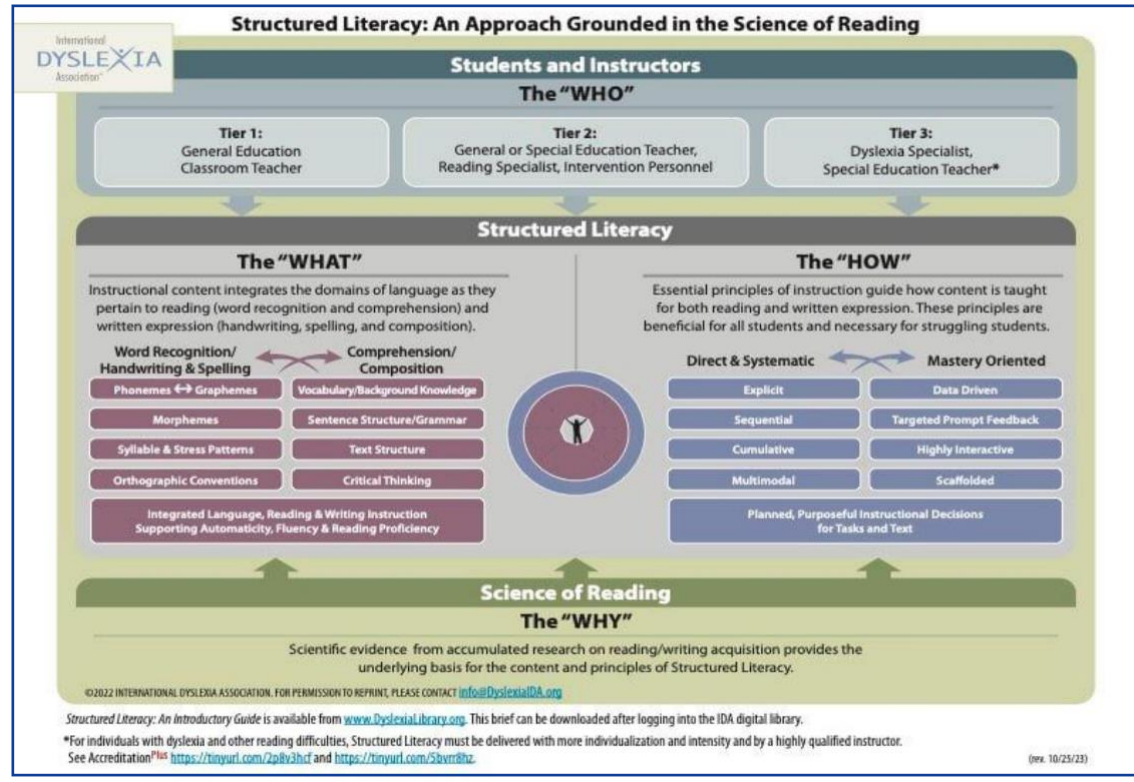 Structured Literacy: An Approach Grounded in the Science of Reading
International
DYSLEXIA
Association
Students and Instructors
The "WHO"
Tier 1:
General Education
Classroom Teacher
Tier 2:
General or Special Education Teacher,
Reading Specialist, Intervention Personnel
Tier 3:
Dyslexia Specialist,
Special Education Teacher*
Structured Literacy
The "WHAT"
Instructional content integrates the domains of language as they
pertain to reading (word recognition and comprehension) and
written expression (handwriting, spelling, and composition).
Word Recognition/
Handwriting & Spelling
Comprehension/
Composition
Phonemes ↔ Graphemes
Vocabulary/Background Knowledge
Morphemes
Sentence Structure/Grammar
Syllable & Stress Patterns
Text Structure
Orthographic Conventions
Critical Thinking
Integrated Language, Reading & Writing Instruction
Supporting Automaticity, Fluency & Reading Proficiency
The "HOW"
Essential principles of instruction guide how content is taught
for both reading and written expression. These principles are
beneficial for all students and necessary for struggling students.
Direct & Systematic
Mastery Oriented
Explicit
Data Driven
Sequential
Targeted Prompt Feedback
Cumulative
Highly Interactive
Multimodal
Scaffolded
Planned, Purposeful Instructional Decisions
for Tasks and Text
Science of Reading
The "WHY"
Scientific evidence from accumulated research on reading/writing acquisition provides the
underlying basis for the content and principles of Structured Literacy.
©2022 INTERNATIONAL DYSLEXIA ASSOCIATION. FOR PERMISSION TO REPRINT, PLEASE CONTACT info@DyslexiaIDA.org
Structured Literacy: An Introductory Guide is available from www.DyslexiaLibrary.org. This brief can be downloaded after logging into the IDA digital library.
*For individuals with dyslexia and other reading difficulties, Structured Literacy must be delivered with more individualization and intensity and by a highly qualified instructor.
See AccreditationPlus https://tinyurl.com/2p8v3hcf and https://tinyurl.com/5bvrr8hz.
(rev. 10/25/23)